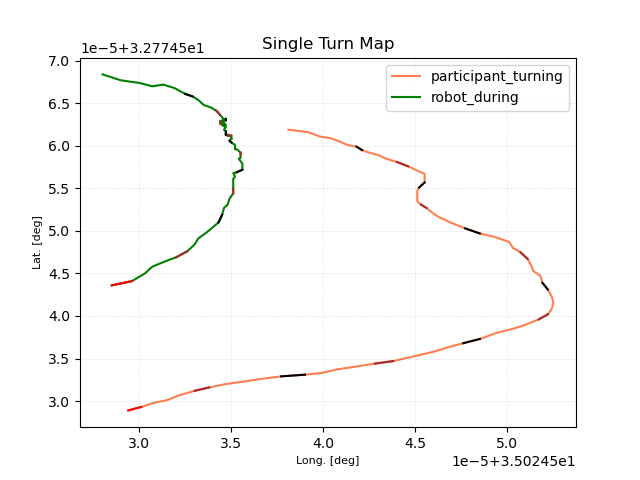 Single Turn Map
1e−5+3.27745e1
participant_turning
robot_during
7.0
6.5
6.0
5.5
5.0
4.5
4.0
3.5
3.0
Lat. [deg]
3.0 3.5 4.0 4.5 5.0
Long. [deg]
1e−5+3.50245e1